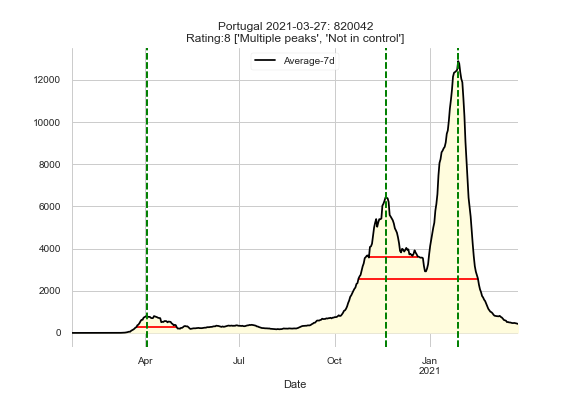 Portugal 2021-03-27: 820042
Rating:8 ['Multiple peaks', 'Not in control']
Average-7d
12000
10000
8000
6000
4000
2000
0
Apr
Jul
Oct
Jan
2021
Date